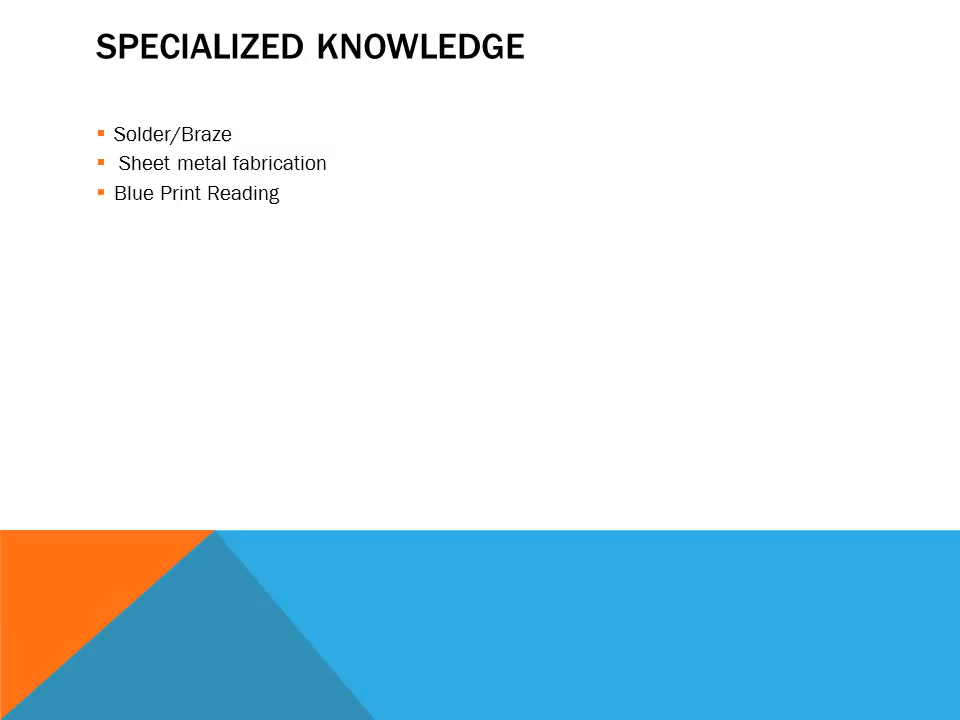 SPECIALIZED KNOWLEDGE
▪ Solder/Braze
▪ Sheet metal fabrication
▪ Blue Print Reading